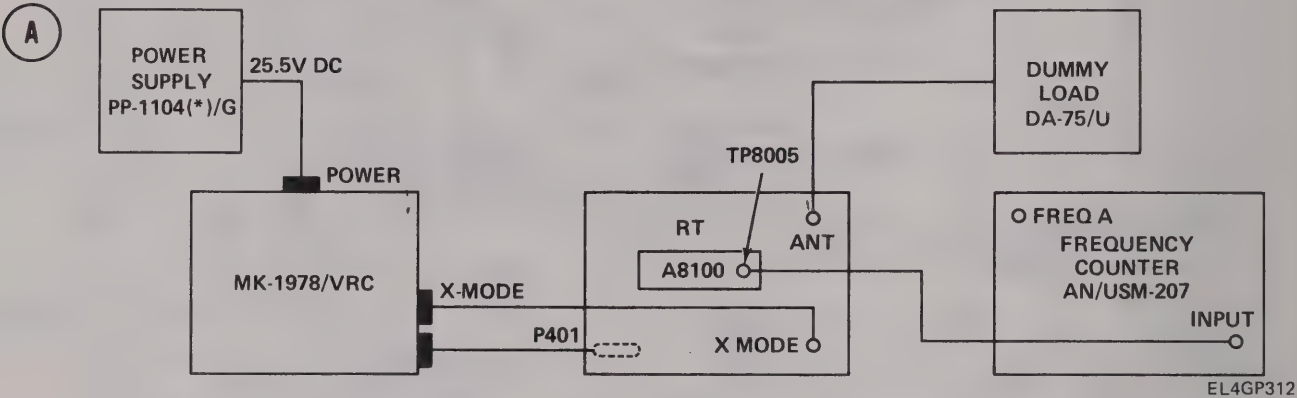 A
POWER
SUPPLY
PP-1104(*)/G
25.5V DC
POWER
MK-1978/VRC
X-MODE
P401
TP8005
RT
A8100
ANT
X MODE
DUMMY
LOAD
DA-75/U
FREQ A
FREQUENCY
COUNTER
AN/USM-207
INPUT
EL4GP312